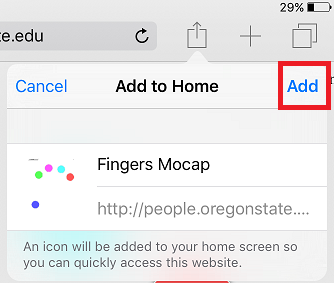 29%
te.edu
Cancel Add to Home Add
Fingers Mocap
http://people.oregonstate....
An icon will be added to your home screen so
you can quickly access this website.